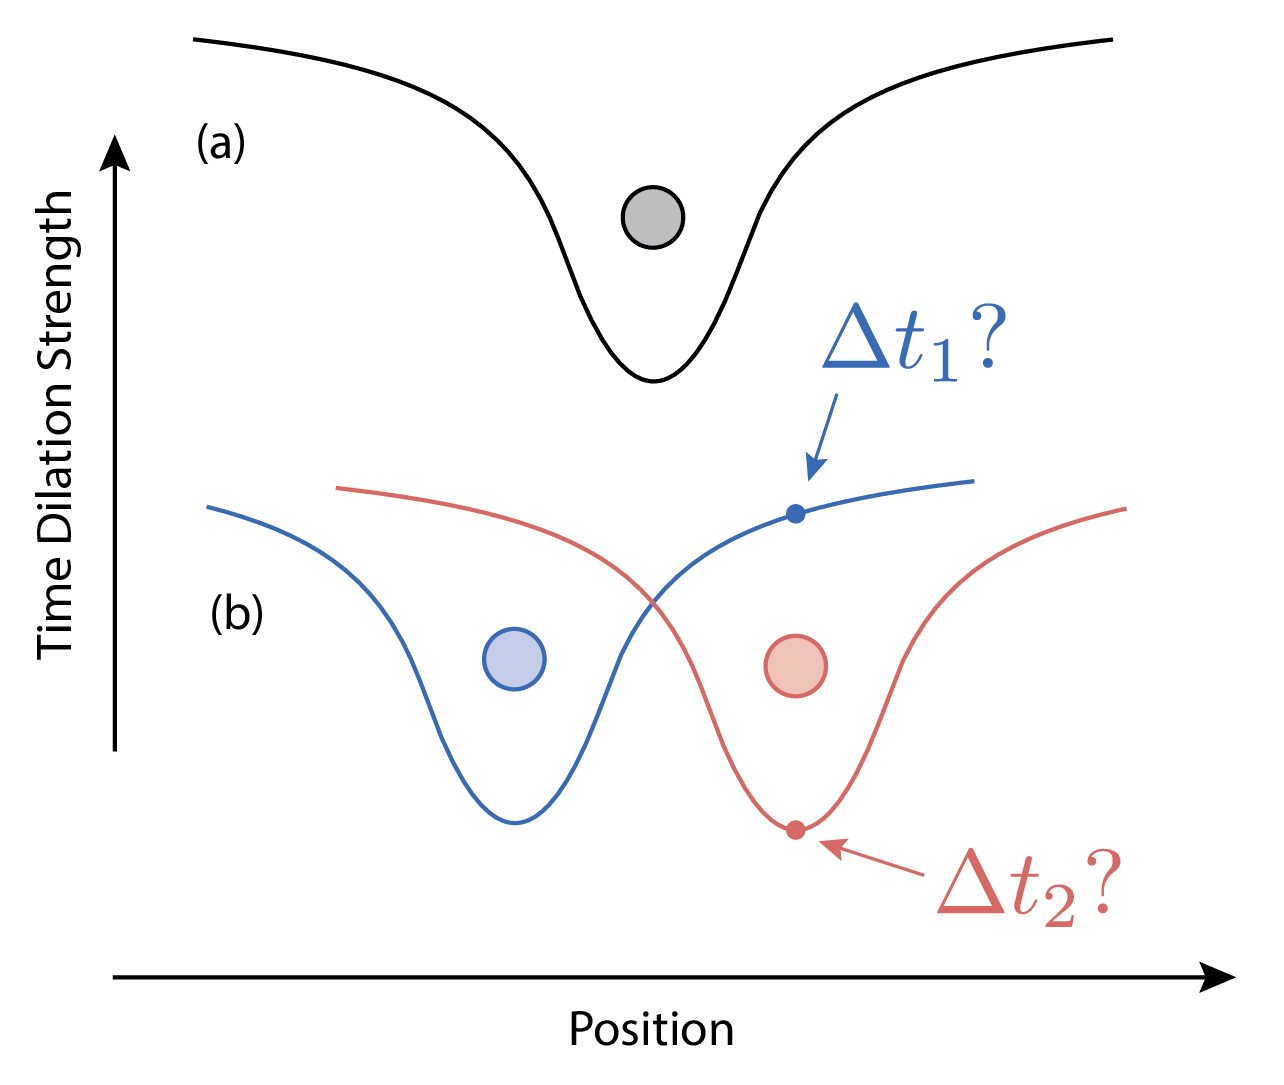 (a)
Time Dilation Strength
Δt₁?
(b)
Δt₂?
Position